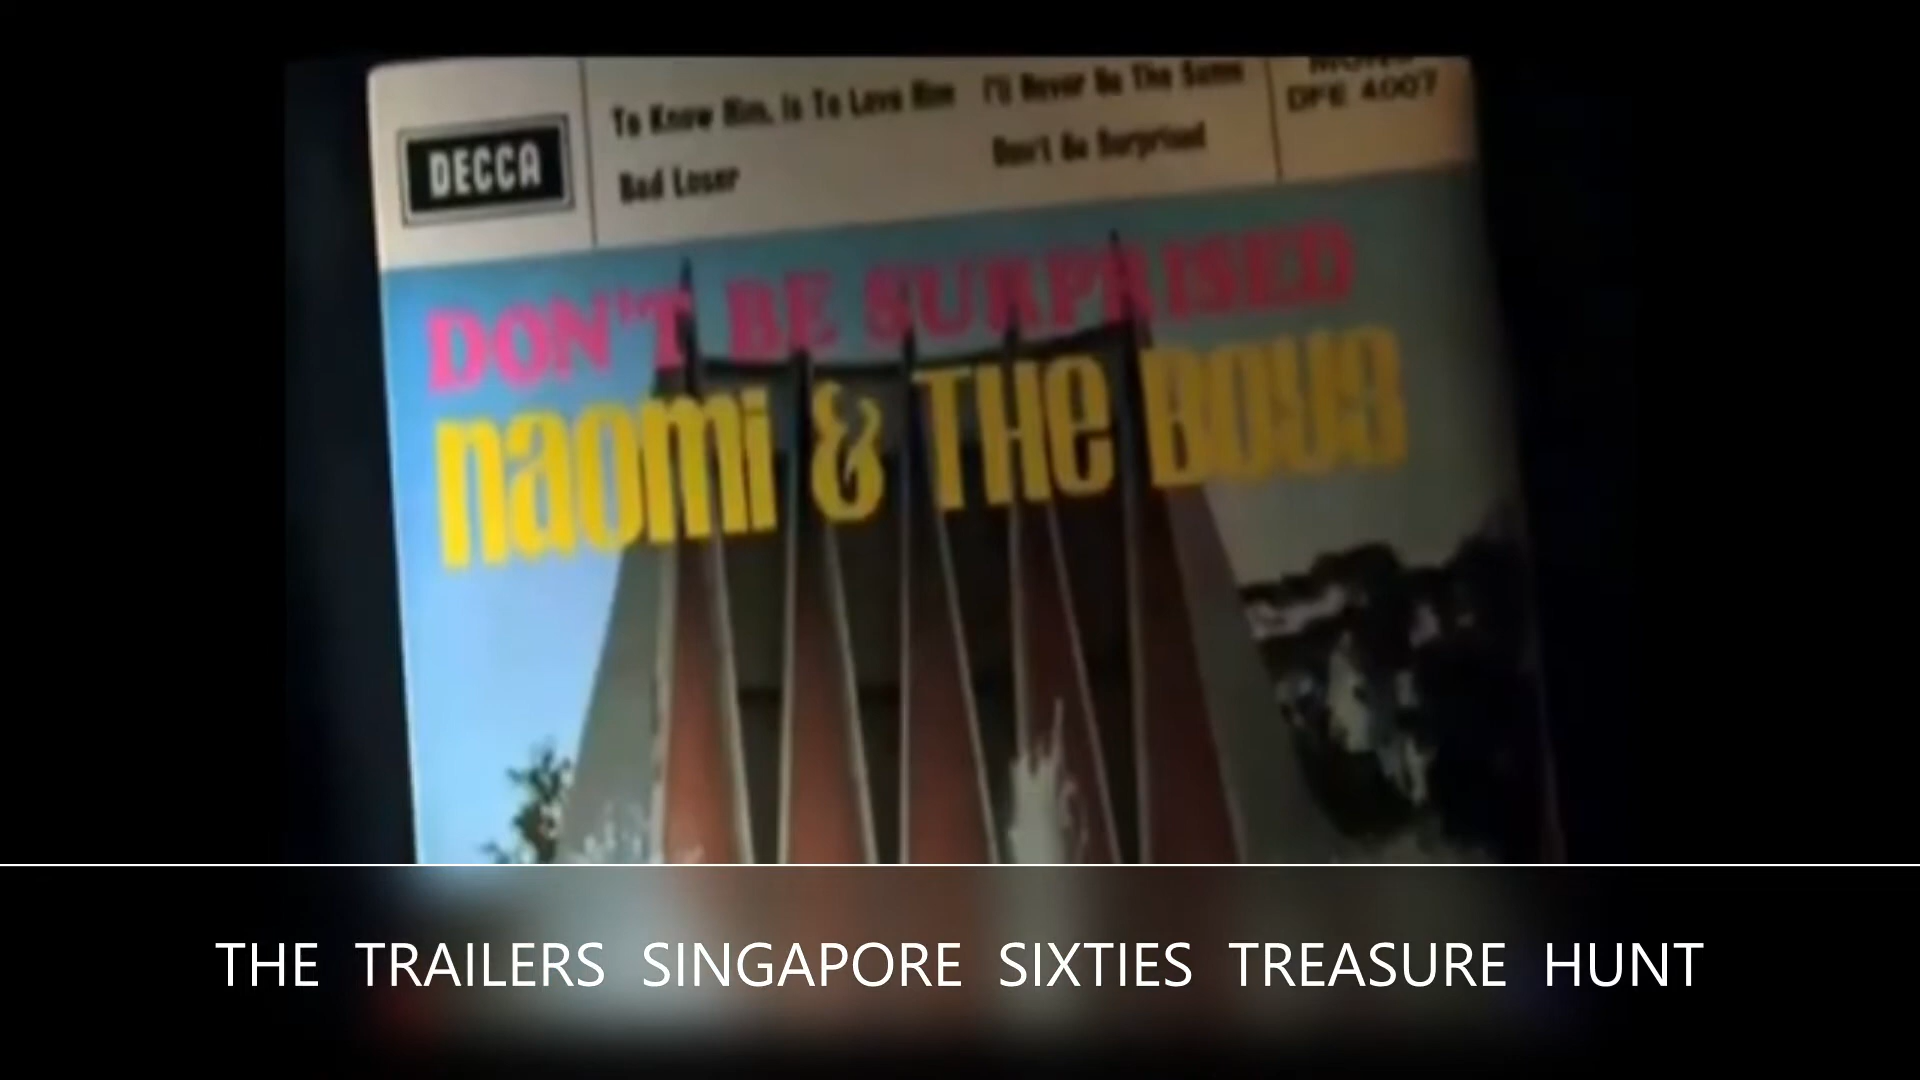 DECCA
To Know Him, Is To Love Him
Bad Loser
I'll Never Be The Same
Don't Be Surprised
MONO
DFE 4007
DON'T BE SURPRISED
naomi & THe BOYS
THE TRAILERS SINGAPORE SIXTIES TREASURE HUNT